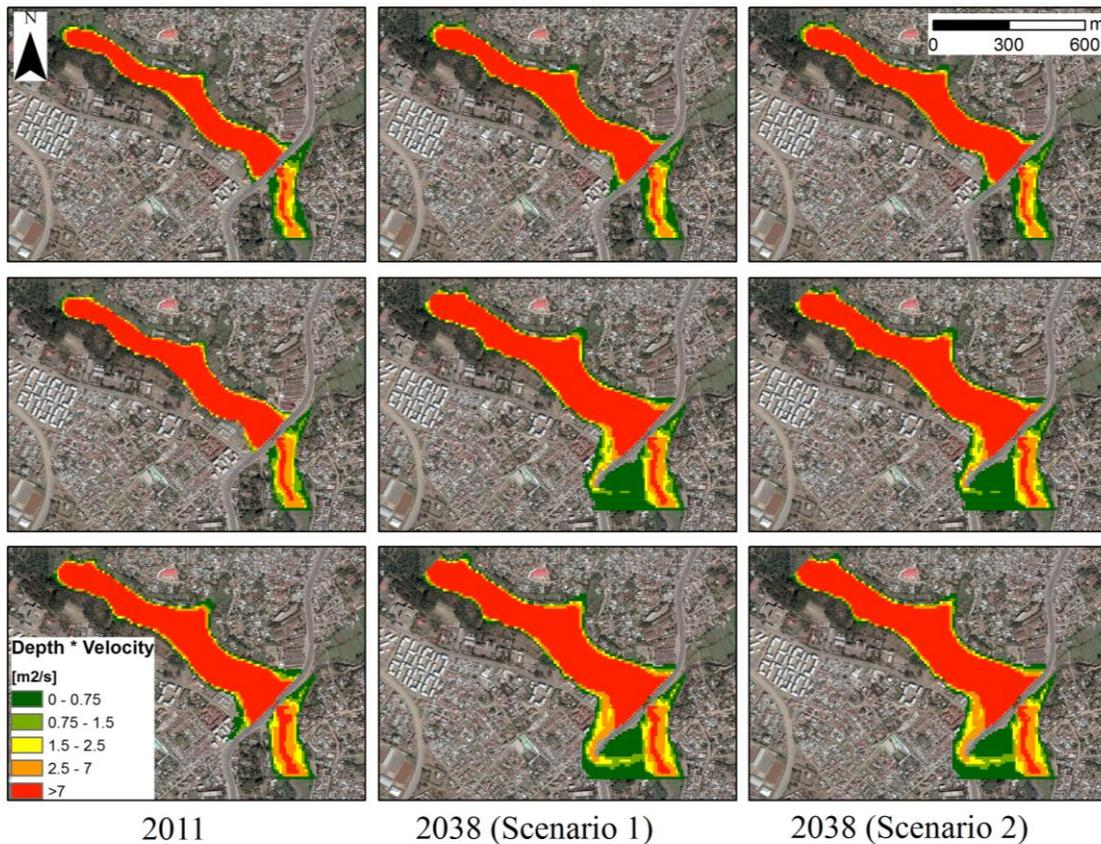 N
m
0 300 600
Depth * Velocity
[m2/s]
0 - 0.75
0.75 - 1.5
1.5 - 2.5
2.5 - 7
>7
2011 2038 (Scenario 1) 2038 (Scenario 2)